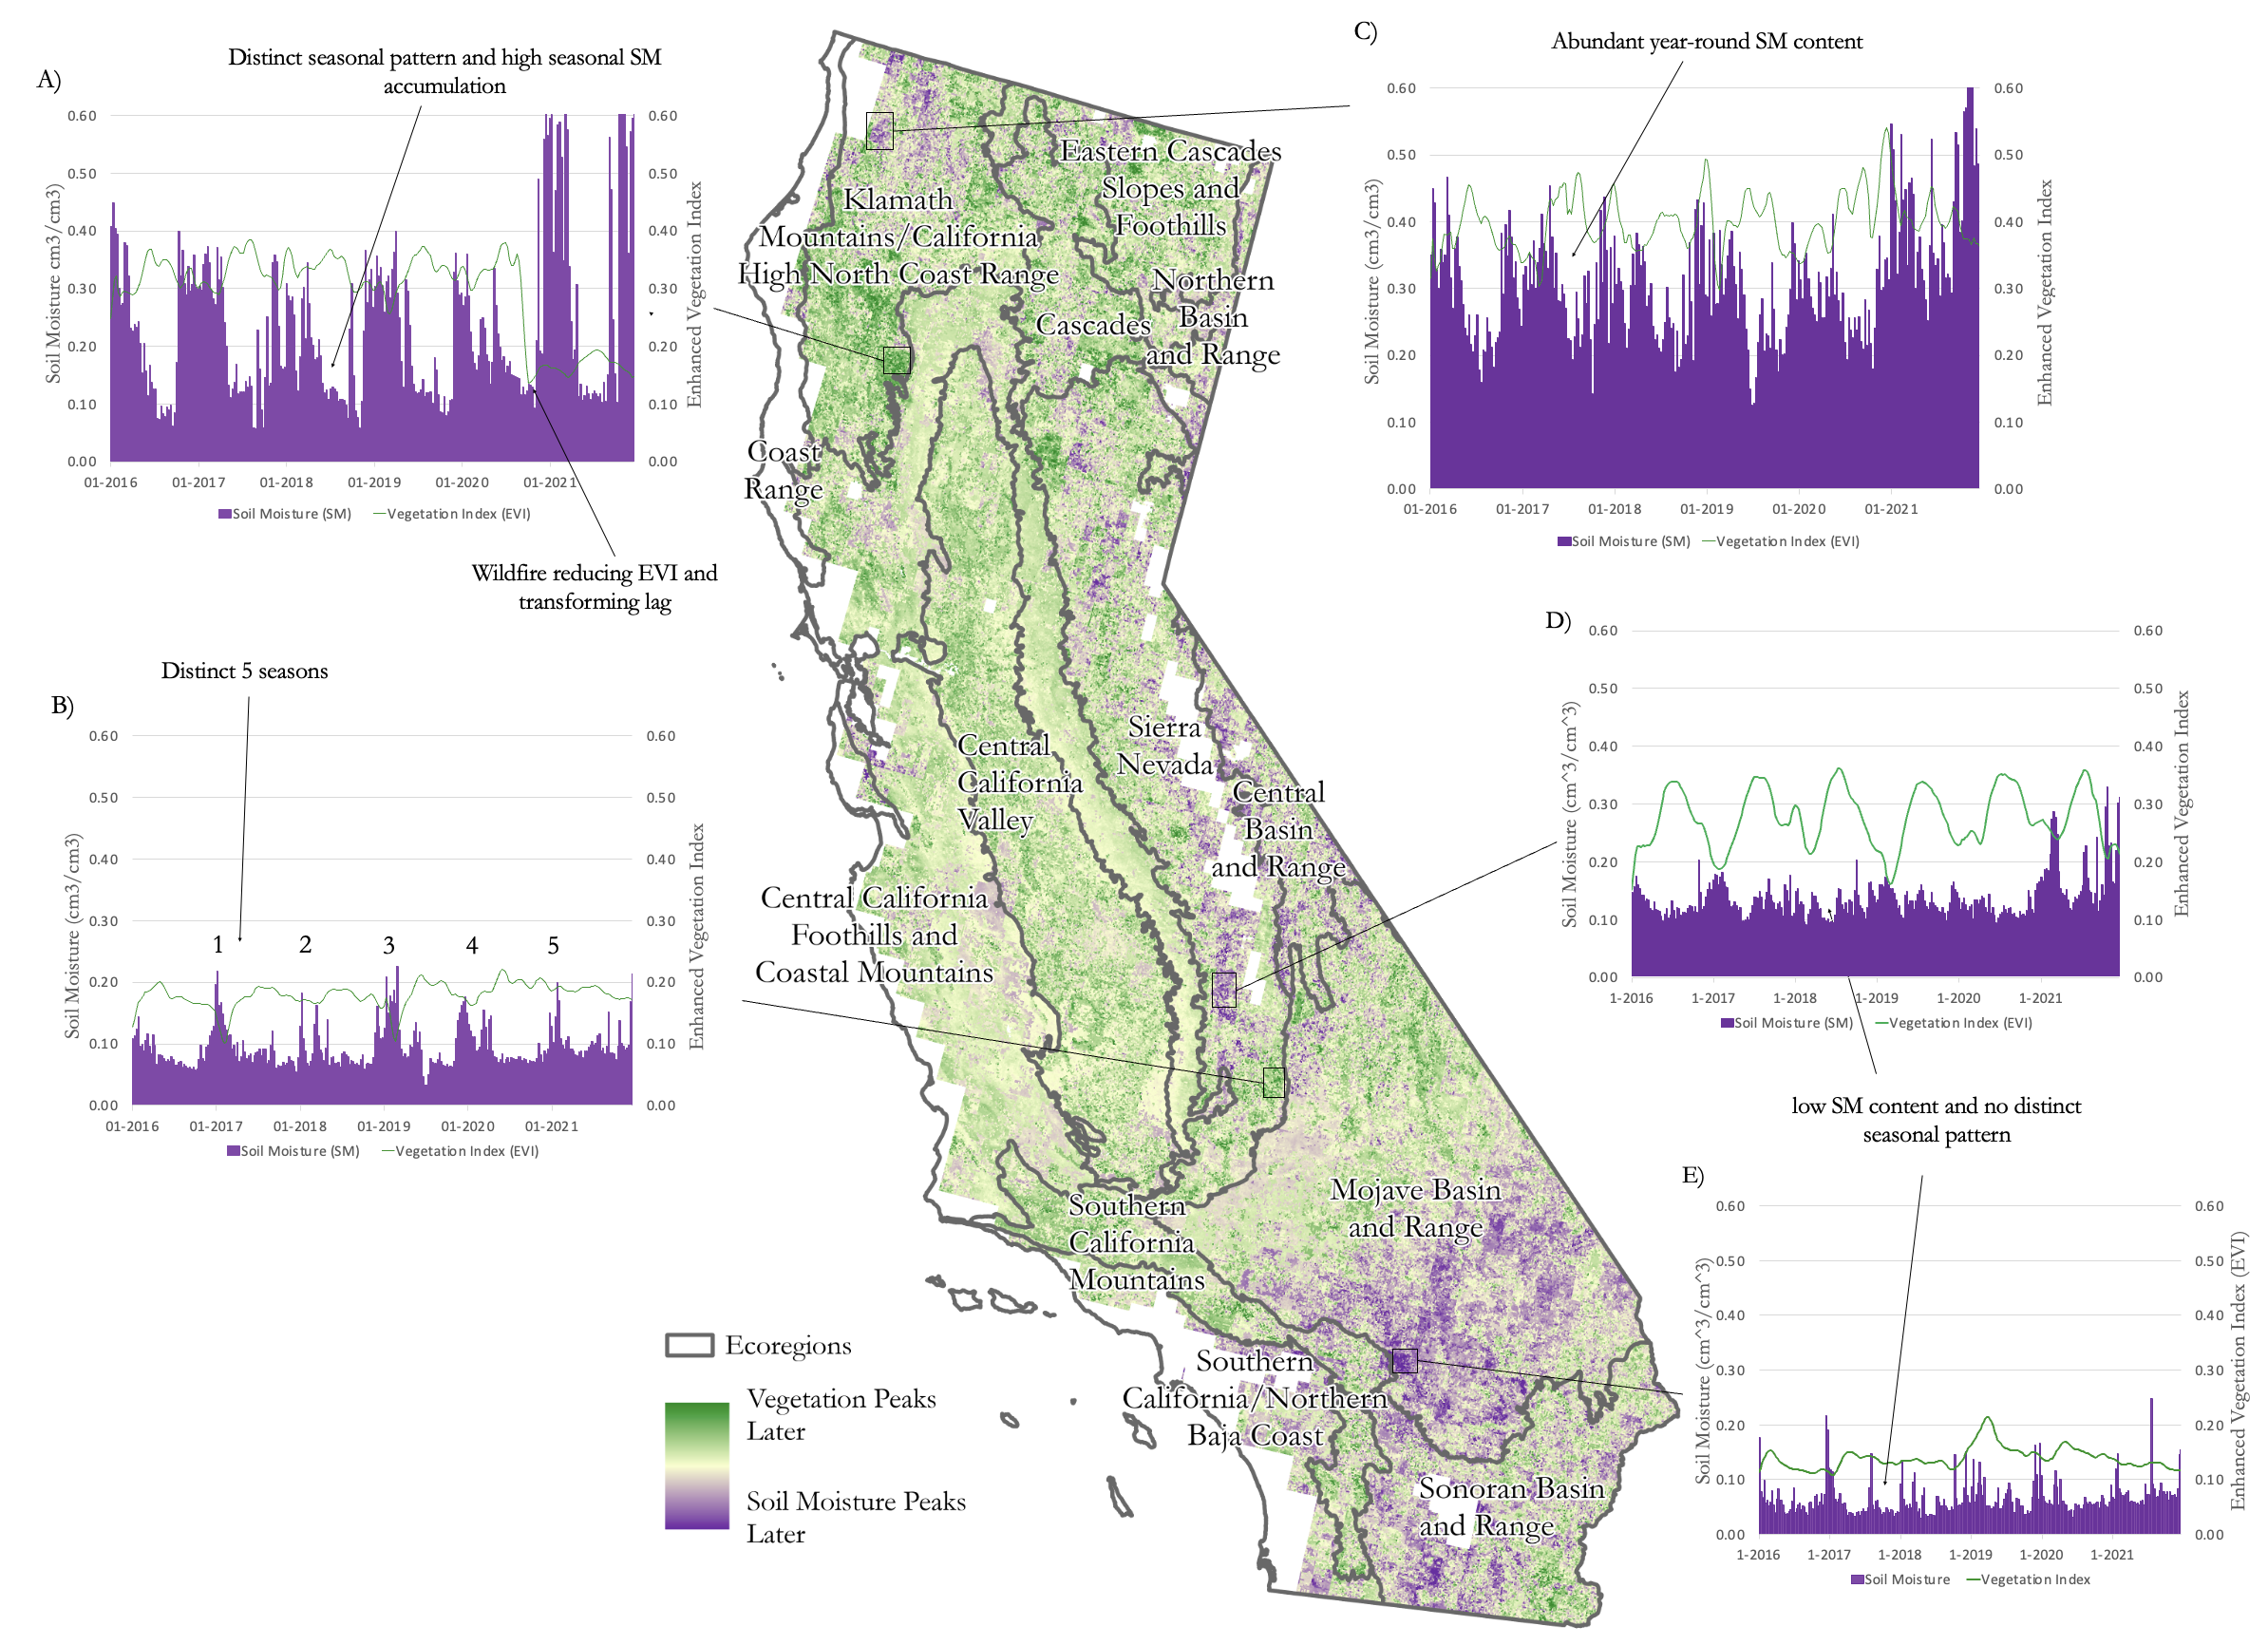 A)
Distinct seasonal pattern and high seasonal SM
accumulation
0.60
0.50
0.40
0.30
0.20
0.10
0.00
Soil Moisture cm3/cm3)
0.60
0.50
0.40
0.30
0.20
0.10
0.00
Enhanced Vegetation Index
01-2016 01-2017 01-2018 01-2019 01-2020 01-2021
Soil Moisture (SM) Vegetation Index (EVI)
Wildfire reducing EVI and
transforming lag
B)
Distinct 5 seasons
0.60
0.50
0.40
0.30
0.20
0.10
0.00
Soil Moisture (cm3/cm3)
1 2 3 4 5
0.60
0.50
0.40
0.30
0.20
0.10
0.00
Enhanced Vegetation Index
01-2016 01-2017 01-2018 01-2019 01-2020 01-2021
Soil Moisture (SM) Vegetation Index (EVI)
C)
Abundant year-round SM content
0.60
0.50
0.40
0.30
0.20
0.10
0.00
Soil Moisture (cm3/cm3)
0.60
0.50
0.40
0.30
0.20
0.10
0.00
Enhanced Vegetation Index
01-2016 01-2017 01-2018 01-2019 01-2020 01-2021
Soil Moisture (SM) Vegetation Index (EVI)
D)
0.60
0.50
0.40
0.30
0.20
0.10
0.00
Soil Moisture (cm^3/cm^3)
0.60
0.50
0.40
0.30
0.20
0.10
0.00
Enhanced Vegetation Index
1-2016 1-2017 1-2018 1-2019 1-2020 1-2021
Soil Moisture (SM) Vegetation Index (EVI)
low SM content and no distinct
seasonal pattern
E)
0.60
0.50
0.40
0.30
0.20
0.10
0.00
Soil Moisture (cm^3/cm^3)
0.60
0.50
0.40
0.30
0.20
0.10
0.00
Enhanced Vegetation Index (EVI)
1-2016 1-2017 1-2018 1-2019 1-2020 1-2021
Soil Moisture Vegetation Index
Eastern Cascades
Slopes and
Foothills
Klamath
Mountains/California
High North Coast Range
Northern
Basin
and Range
Cascades
Coast
Range
Sierra
Nevada
Central
California
Valley
Central
Basin
and Range
Central California
Foothills and
Coastal Mountains
Mojave Basin
and Range
Southern
California
Mountains
Southern
California/Northern
Baja Coast
Sonoran Basin
and Range
Ecoregions
Vegetation Peaks
Later
Soil Moisture Peaks
Later